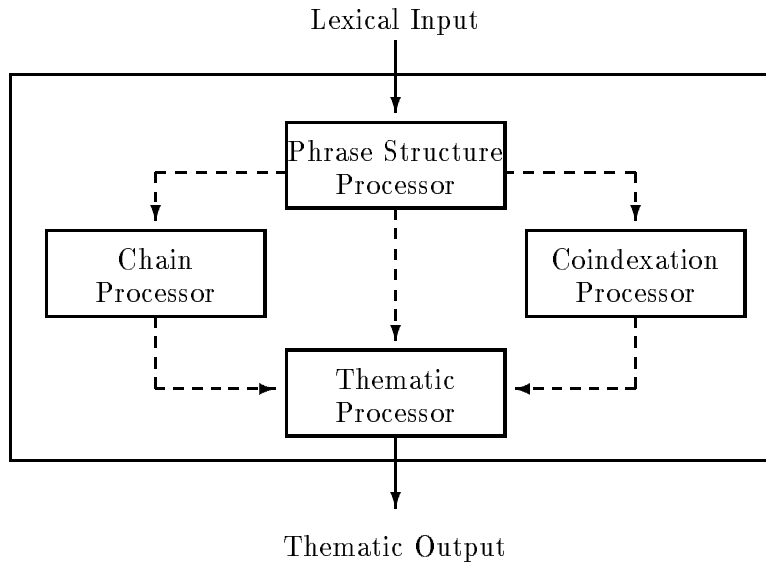 Lexical Input
Phrase Structure
Processor
Chain
Processor
Coindexation
Processor
Thematic
Processor
Thematic Output